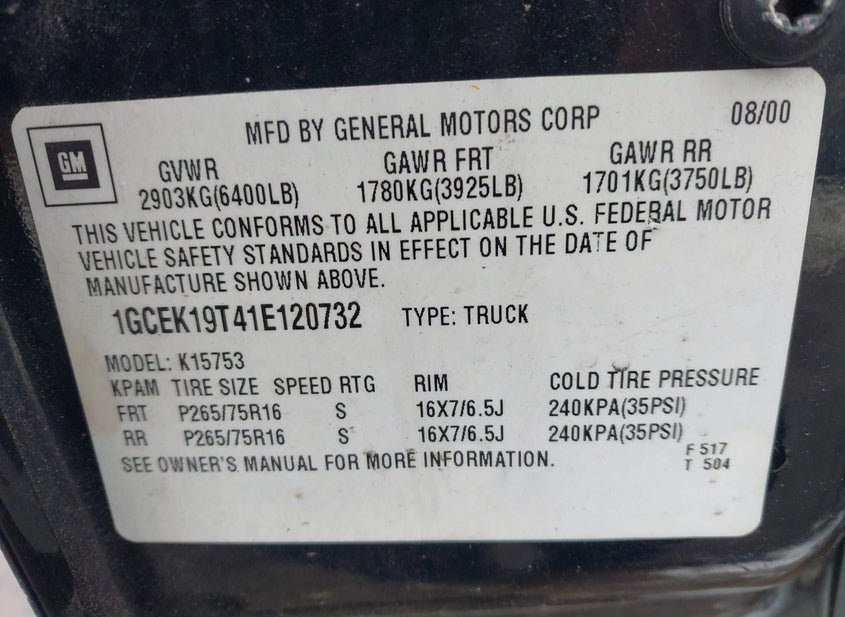 MFD BY GENERAL MOTORS CORP 08/00
GM
GVWR GAWR FRT GAWR RR
2903KG(6400LB) 1780KG(3925LB) 1701KG(3750LB)
THIS VEHICLE CONFORMS TO ALL APPLICABLE U.S. FEDERAL MOTOR
VEHICLE SAFETY STANDARDS IN EFFECT ON THE DATE OF
MANUFACTURE SHOWN ABOVE.
1GCEK19T41E120732 TYPE: TRUCK
MODEL: K15753
KPAM TIRE SIZE SPEED RTG RIM COLD TIRE PRESSURE
FRT P265/75R16 S 16X7/6.5J 240KPA(35PSI)
RR P265/75R16 S 16X7/6.5J 240KPA(35PSI)
SEE OWNER'S MANUAL FOR MORE INFORMATION.
F 517
T 504